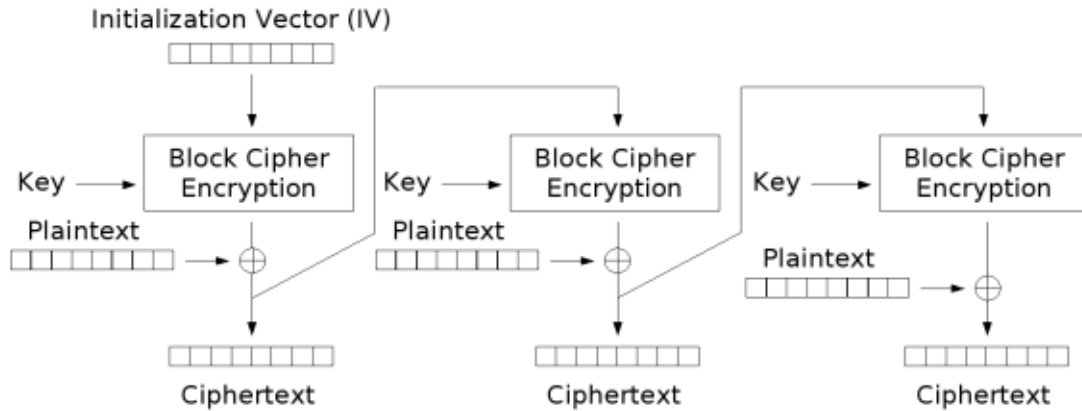 Initialization Vector (IV)
Block Cipher
Encryption
Block Cipher
Encryption
Block Cipher
Encryption
Key
Key
Key
Plaintext
Plaintext
Plaintext
Ciphertext
Ciphertext
Ciphertext